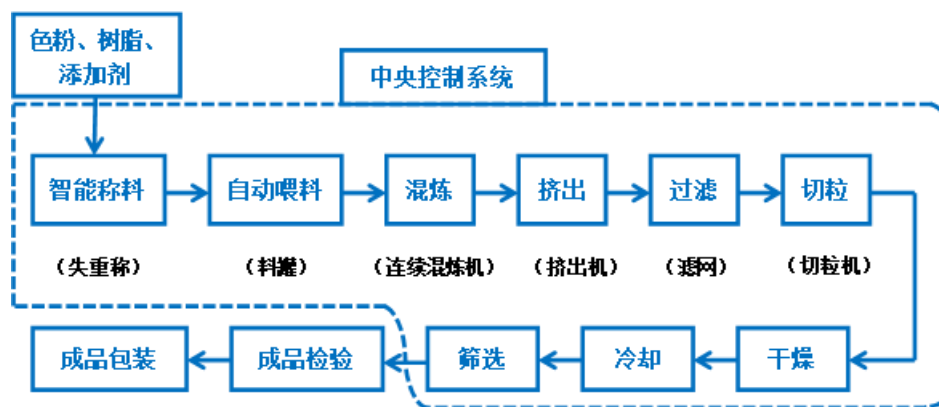 色粉、树脂、
添加剂
中央控制系统
智能称料
自动喂料
混炼
挤出
过滤
切粒
（失重称）
（料罐）
（连续混炼机）
（挤出机）
（滤网）
（切粒机）
成品包装
成品检验
筛选
冷却
干燥